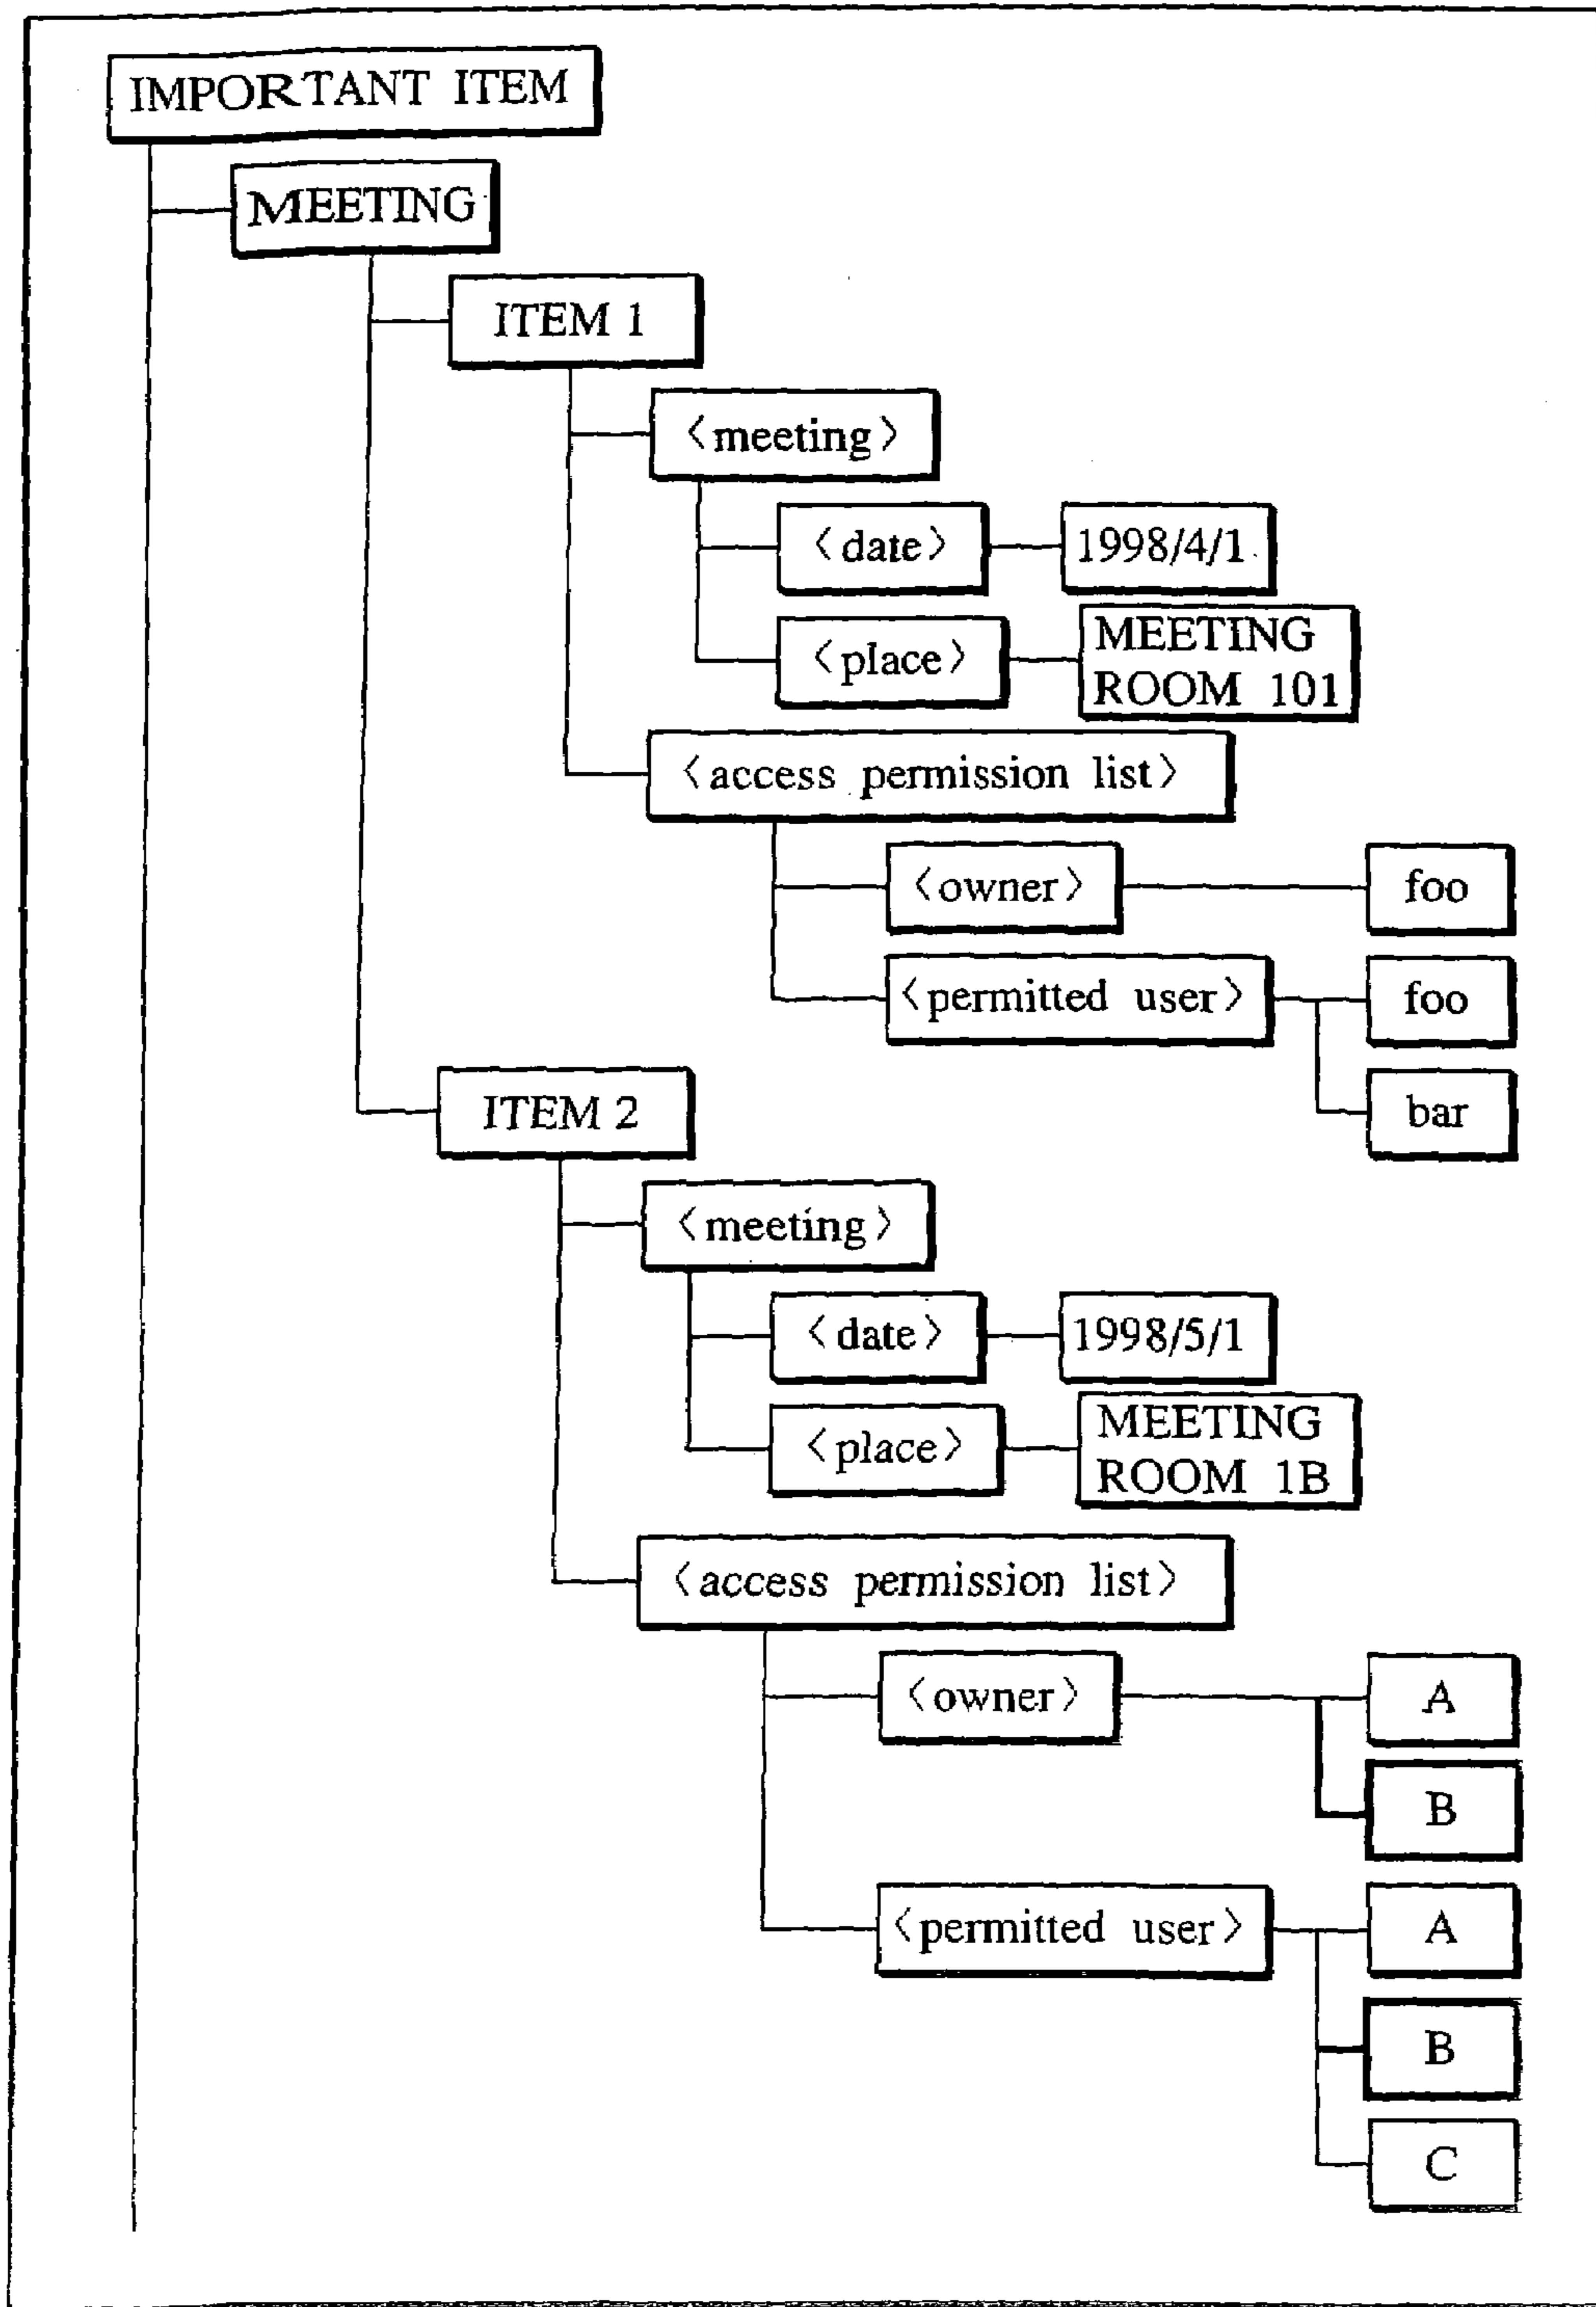 IMPORTANT ITEM
MEETING
ITEM 1
〈meeting〉
〈date〉 1998/4/1
〈place〉 MEETING
ROOM 101
〈access permission list〉
〈owner〉 foo
〈permitted user〉 foo
bar
ITEM 2
〈meeting〉
〈date〉 1998/5/1
〈place〉 MEETING
ROOM 1B
〈access permission list〉
〈owner〉 A
B
〈permitted user〉 A
B
C